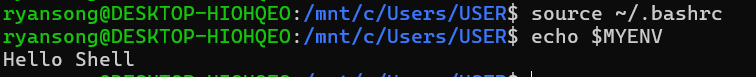 ryansong@DESKTOP-HIOHQEO:/mnt/c/Users/USER$ source ~/.bashrc
ryansong@DESKTOP-HIOHQEO:/mnt/c/Users/USER$ echo $MYENV
Hello Shell